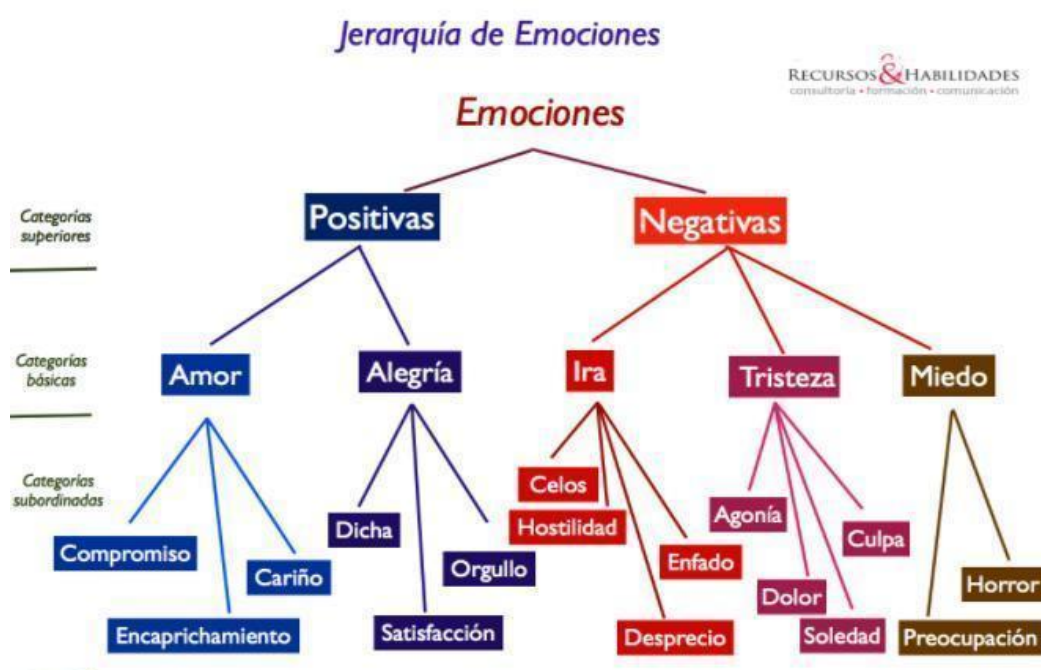 Jerarquía de Emociones
RECURSOS & HABILIDADES
consultoría • formación • comunicación
Emociones
Categorías
superiores
Positivas
Negativas
Categorías
básicas
Amor
Alegría
Ira
Tristeza
Miedo
Categorías
subordinadas
Celos
Hostilidad
Agonía
Dicha
Culpa
Compromiso
Cariño
Orgullo
Enfado
Horror
Dolor
Encaprichamiento
Satisfacción
Desprecio
Soledad
Preocupación